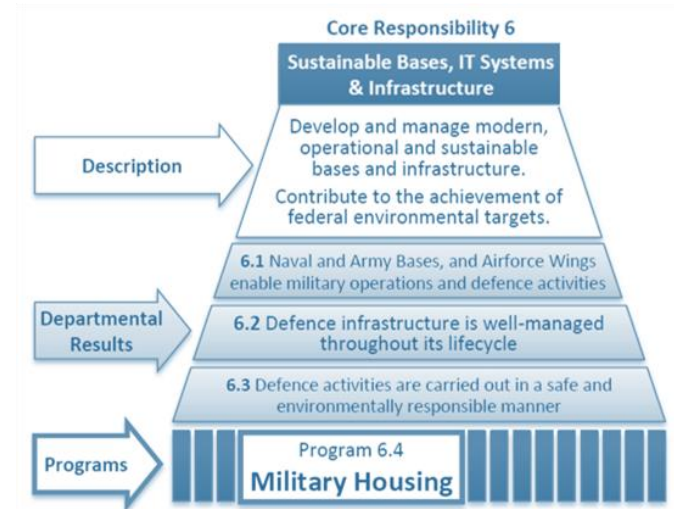 Core Responsibility 6
Sustainable Bases, IT Systems
& Infrastructure
Description
Develop and manage modern,
operational and sustainable
bases and infrastructure.
Contribute to the achievement of
federal environmental targets.
6.1 Naval and Army Bases, and Airforce Wings
enable military operations and defence activities
Departmental
Results
6.2 Defence infrastructure is well-managed
throughout its lifecycle
6.3 Defence activities are carried out in a safe and
environmentally responsible manner
Programs
Program 6.4
Military Housing